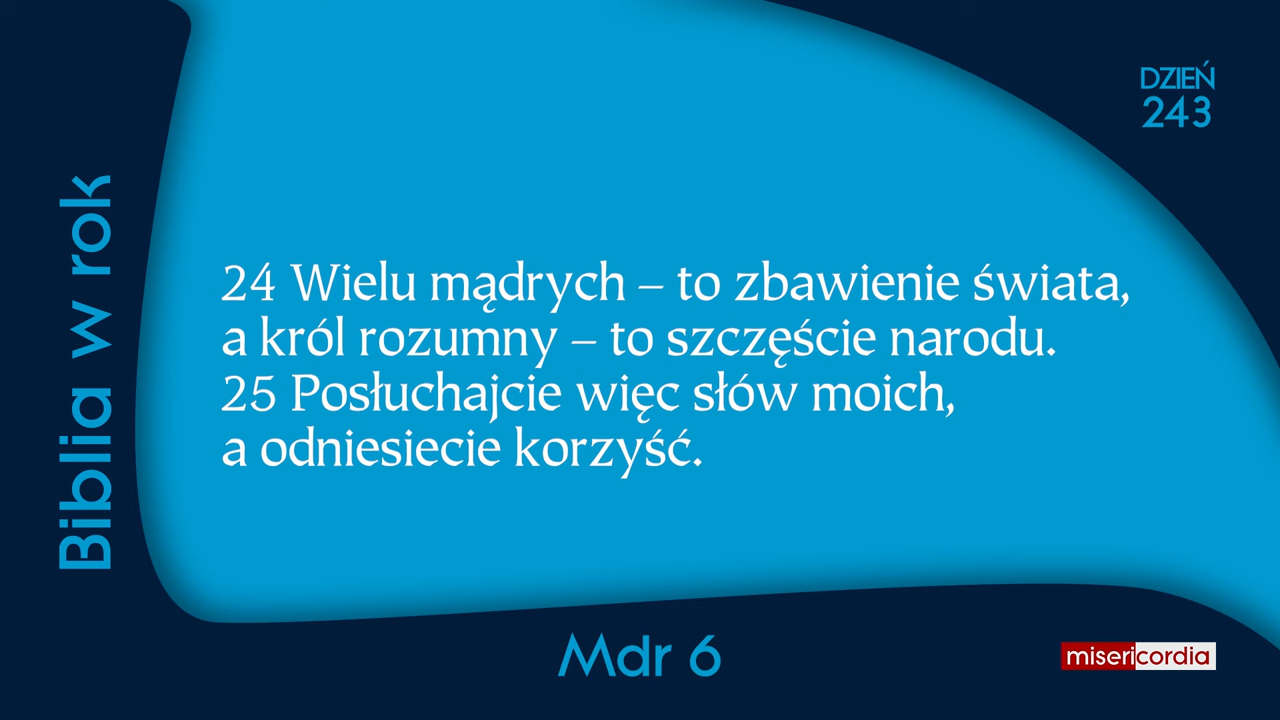 DZIEŃ
243
Biblia w rok
24 Wielu mądrych – to zbawienie świata,
a król rozumny – to szczęście narodu.
25 Posłuchajcie więc słów moich,
a odniesiecie korzyść.
Mdr 6
misericordia